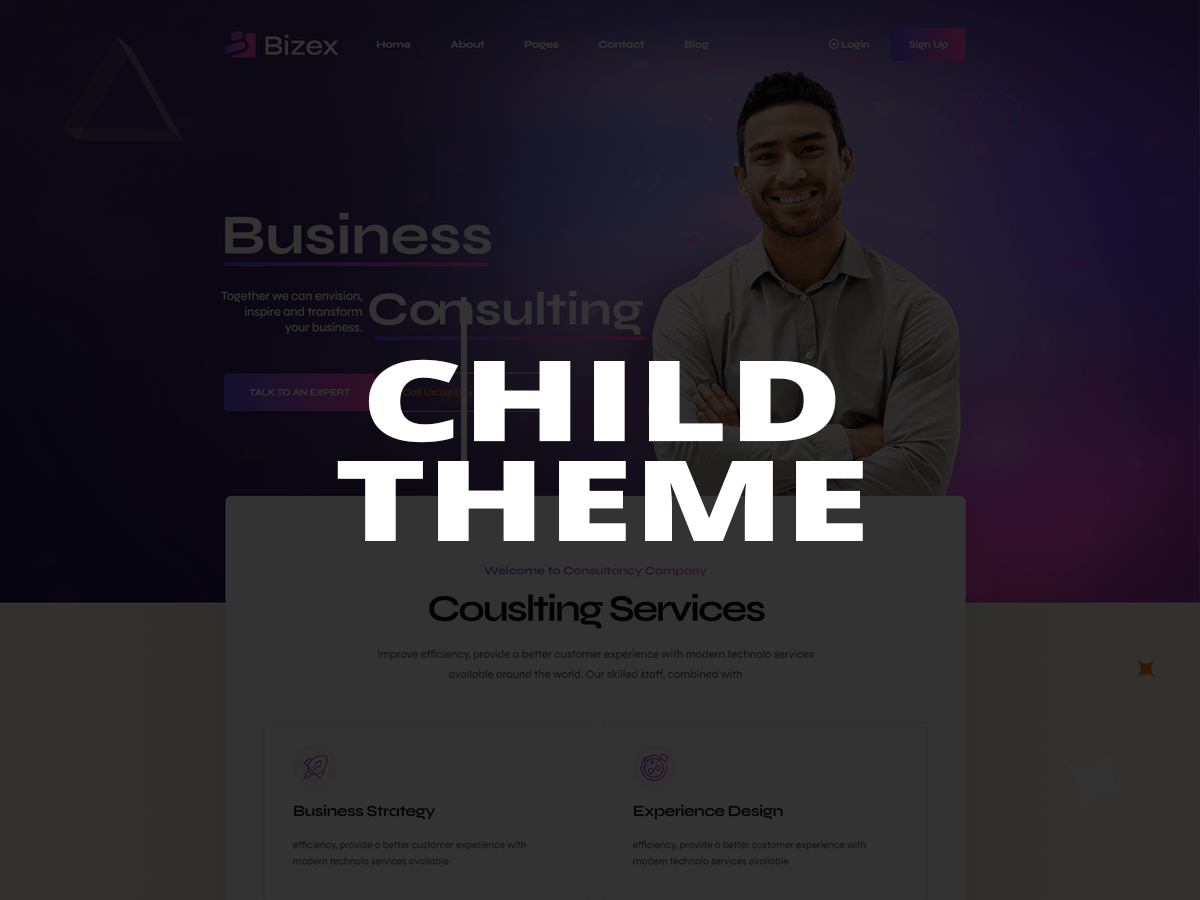 Bizex
Home About Pages Contact Blog Login Sign Up
Business
Together we can envision,
inspire and transform
your business.
Consulting
TALK TO AN EXPERT
Call Us:
CHILD
THEME
Welcome to Consultancy Company
Couslting Services
Improve efficiency, provide a better customer experience with modern technolo services
available around the world. Our skilled staff, combined with
Business Strategy
efficiency, provide a better customer experience with
modern technolo services available
Experience Design
efficiency, provide a better customer experience with
modern technolo services available